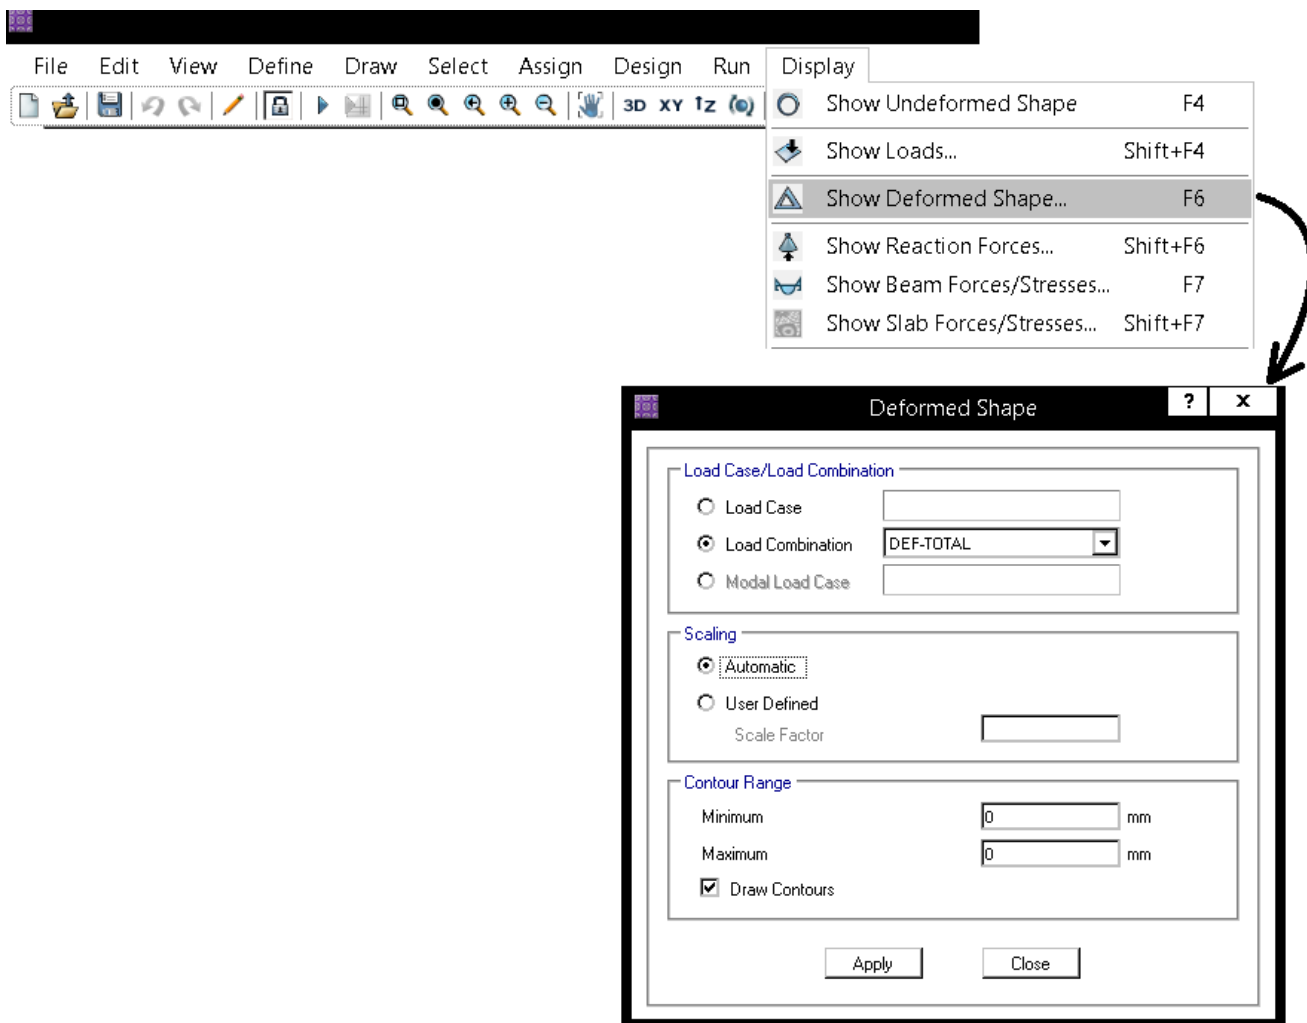 File Edit View Define Draw Select Assign Design Run Display
3D XY ↑Z
Show Undeformed Shape F4
Show Loads... Shift+F4
Show Deformed Shape... F6
Show Reaction Forces... Shift+F6
Show Beam Forces/Stresses... F7
Show Slab Forces/Stresses... Shift+F7
Deformed Shape ? x
Load Case/Load Combination
Load Case
Load Combination DEF-TOTAL
Modal Load Case
Scaling
Automatic
User Defined
Scale Factor
Contour Range
Minimum 0 mm
Maximum 0 mm
Draw Contours
Apply Close